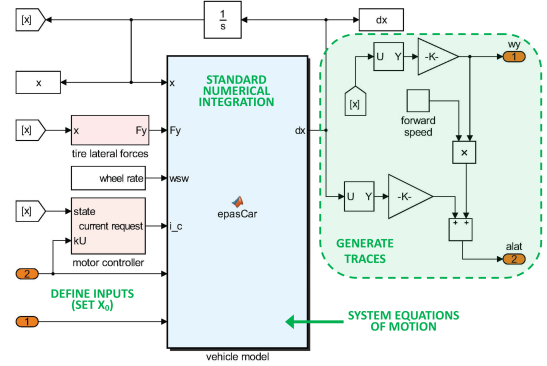 [x]
1
s
dx
x
x
STANDARD
NUMERICAL
INTEGRATION
U Y
-K-
wy
1
[x]
forward
speed
×
[x]
x Fy
tire lateral forces
Fy
dx
wheel rate
wsw
epasCar
[x]
state
current request
kU
motor controller
i_c
U Y
-K-
+ +
GENERATE
TRACES
alat
2
2
DEFINE INPUTS
(SET X₀)
1
SYSTEM EQUATIONS
OF MOTION
vehicle model